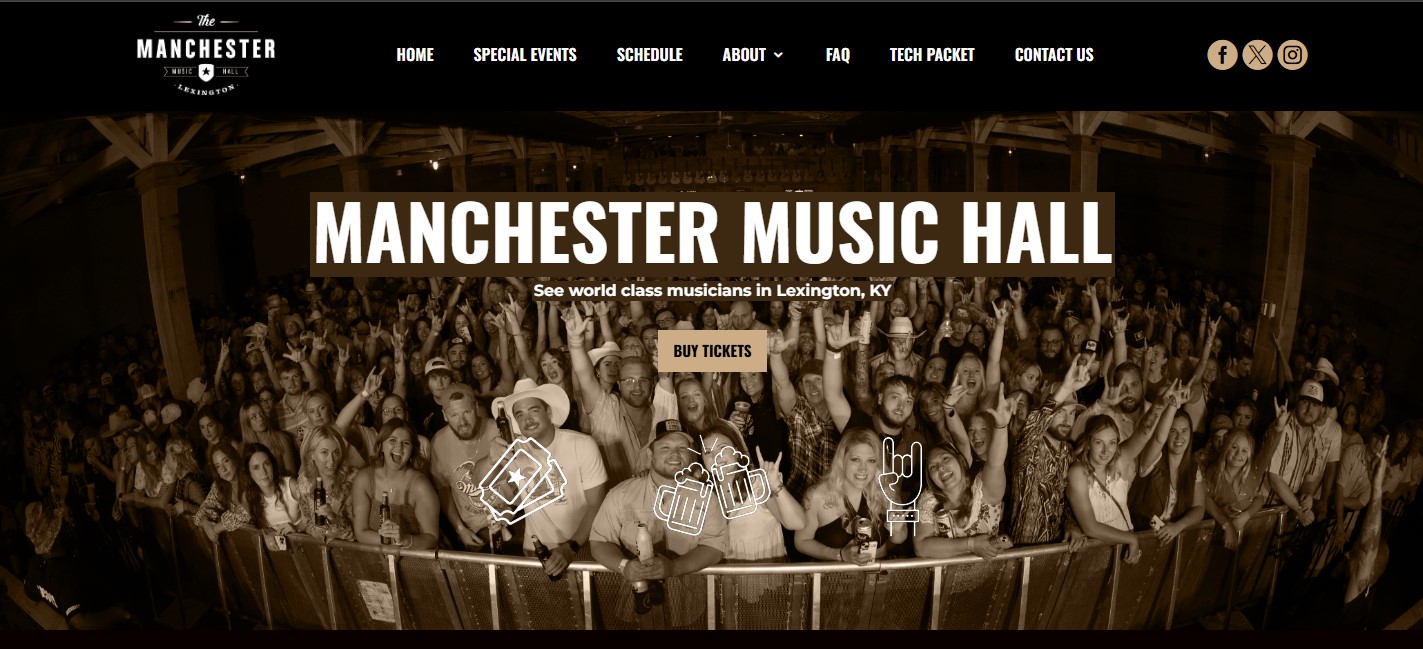 The
MANCHESTER
MUSIC HALL
LEXINGTON
HOME SPECIAL EVENTS SCHEDULE ABOUT FAQ TECH PACKET CONTACT US
MANCHESTER MUSIC HALL
See world class musicians in Lexington, KY
BUY TICKETS